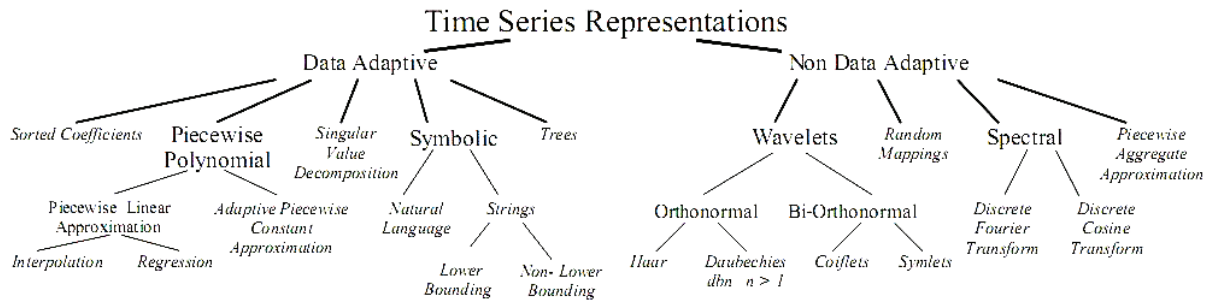 Time Series Representations
Data Adaptive
Non Data Adaptive
Sorted Coefficients
Piecewise
Polynomial
Singular
Value
Decomposition
Symbolic
Trees
Wavelets
Random
Mappings
Spectral
Piecewise
Aggregate
Approximation
Piecewise Linear
Approximation
Adaptive Piecewise
Constant
Approximation
Natural
Language
Strings
Orthonormal
Bi-Orthonormal
Discrete
Fourier
Transform
Discrete
Cosine
Transform
Interpolation
Regression
Lower
Bounding
Non- Lower
Bounding
Haar
Daubechies
dbn n > 1
Coiflets
Symlets